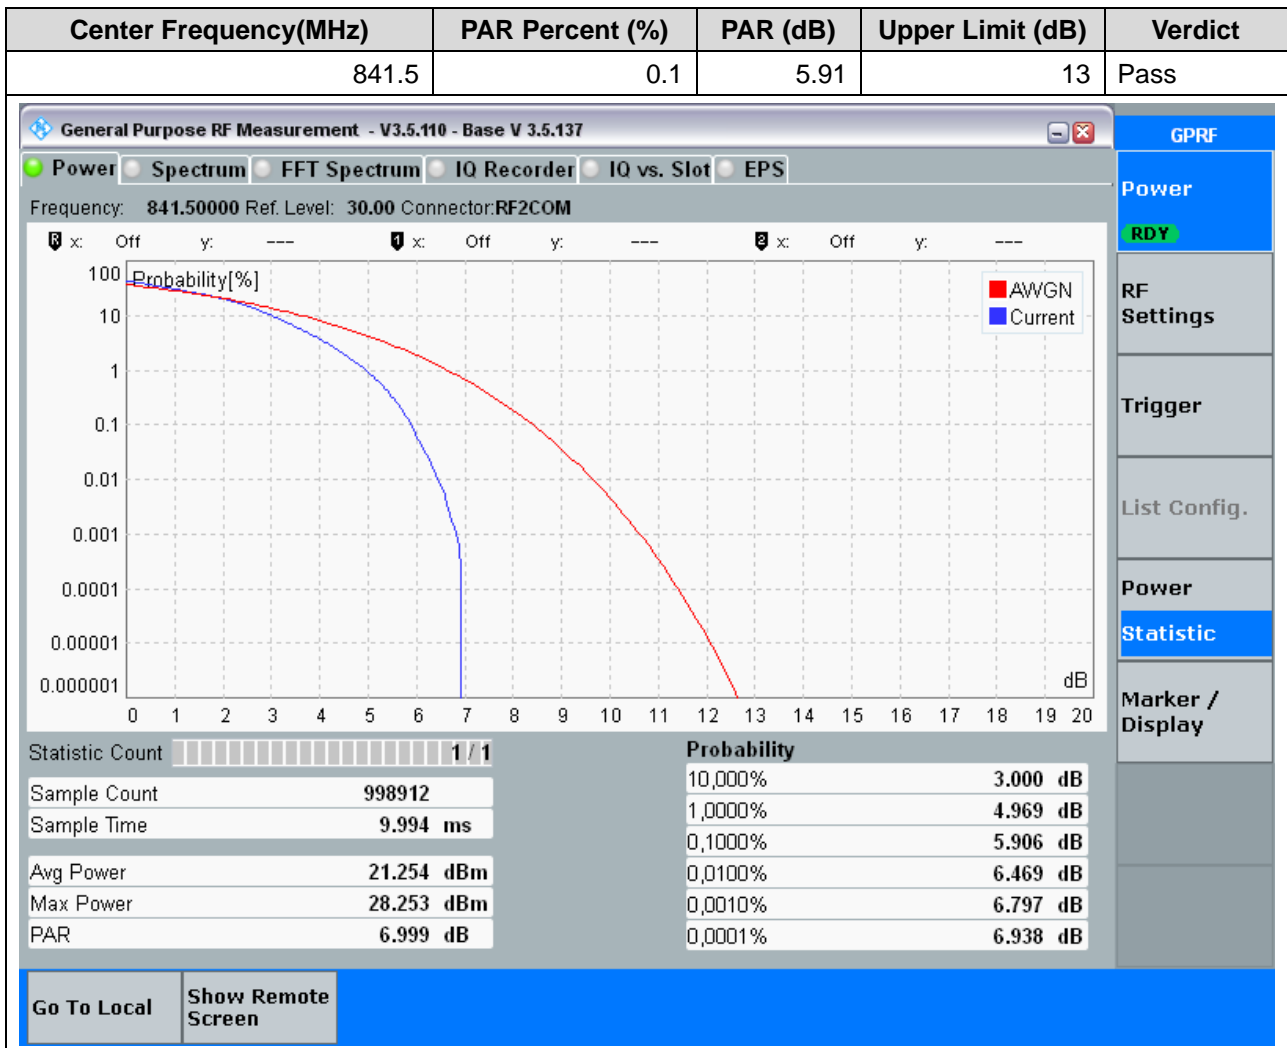 Center Frequency(MHz) PAR Percent (%) PAR (dB) Upper Limit (dB) Verdict
841.5 0.1 5.91 13 Pass
General Purpose RF Measurement - V3.5.110 - Base V 3.5.137
GPRF
Power Spectrum FFT Spectrum IQ Recorder IQ vs. Slot EPS
Power
RDY
Frequency: 841.50000 Ref. Level: 30.00 Connector:RF2COM
R x: Off y: --- 1 x: Off y: --- 2 x: Off y: ---
Probability[%]
AWGN
Current
100
10
1
0.1
0.01
0.001
0.0001
0.00001
0.000001
dB
0 1 2 3 4 5 6 7 8 9 10 11 12 13 14 15 16 17 18 19 20
RF
Settings
Trigger
List Config.
Power
Statistic
Marker /
Display
Statistic Count 1 / 1
Sample Count 998912
Sample Time 9.994 ms
Avg Power 21.254 dBm
Max Power 28.253 dBm
PAR 6.999 dB
Probability
10,000% 3.000 dB
1,0000% 4.969 dB
0,1000% 5.906 dB
0,0100% 6.469 dB
0,0010% 6.797 dB
0,0001% 6.938 dB
Go To Local
Show Remote
Screen